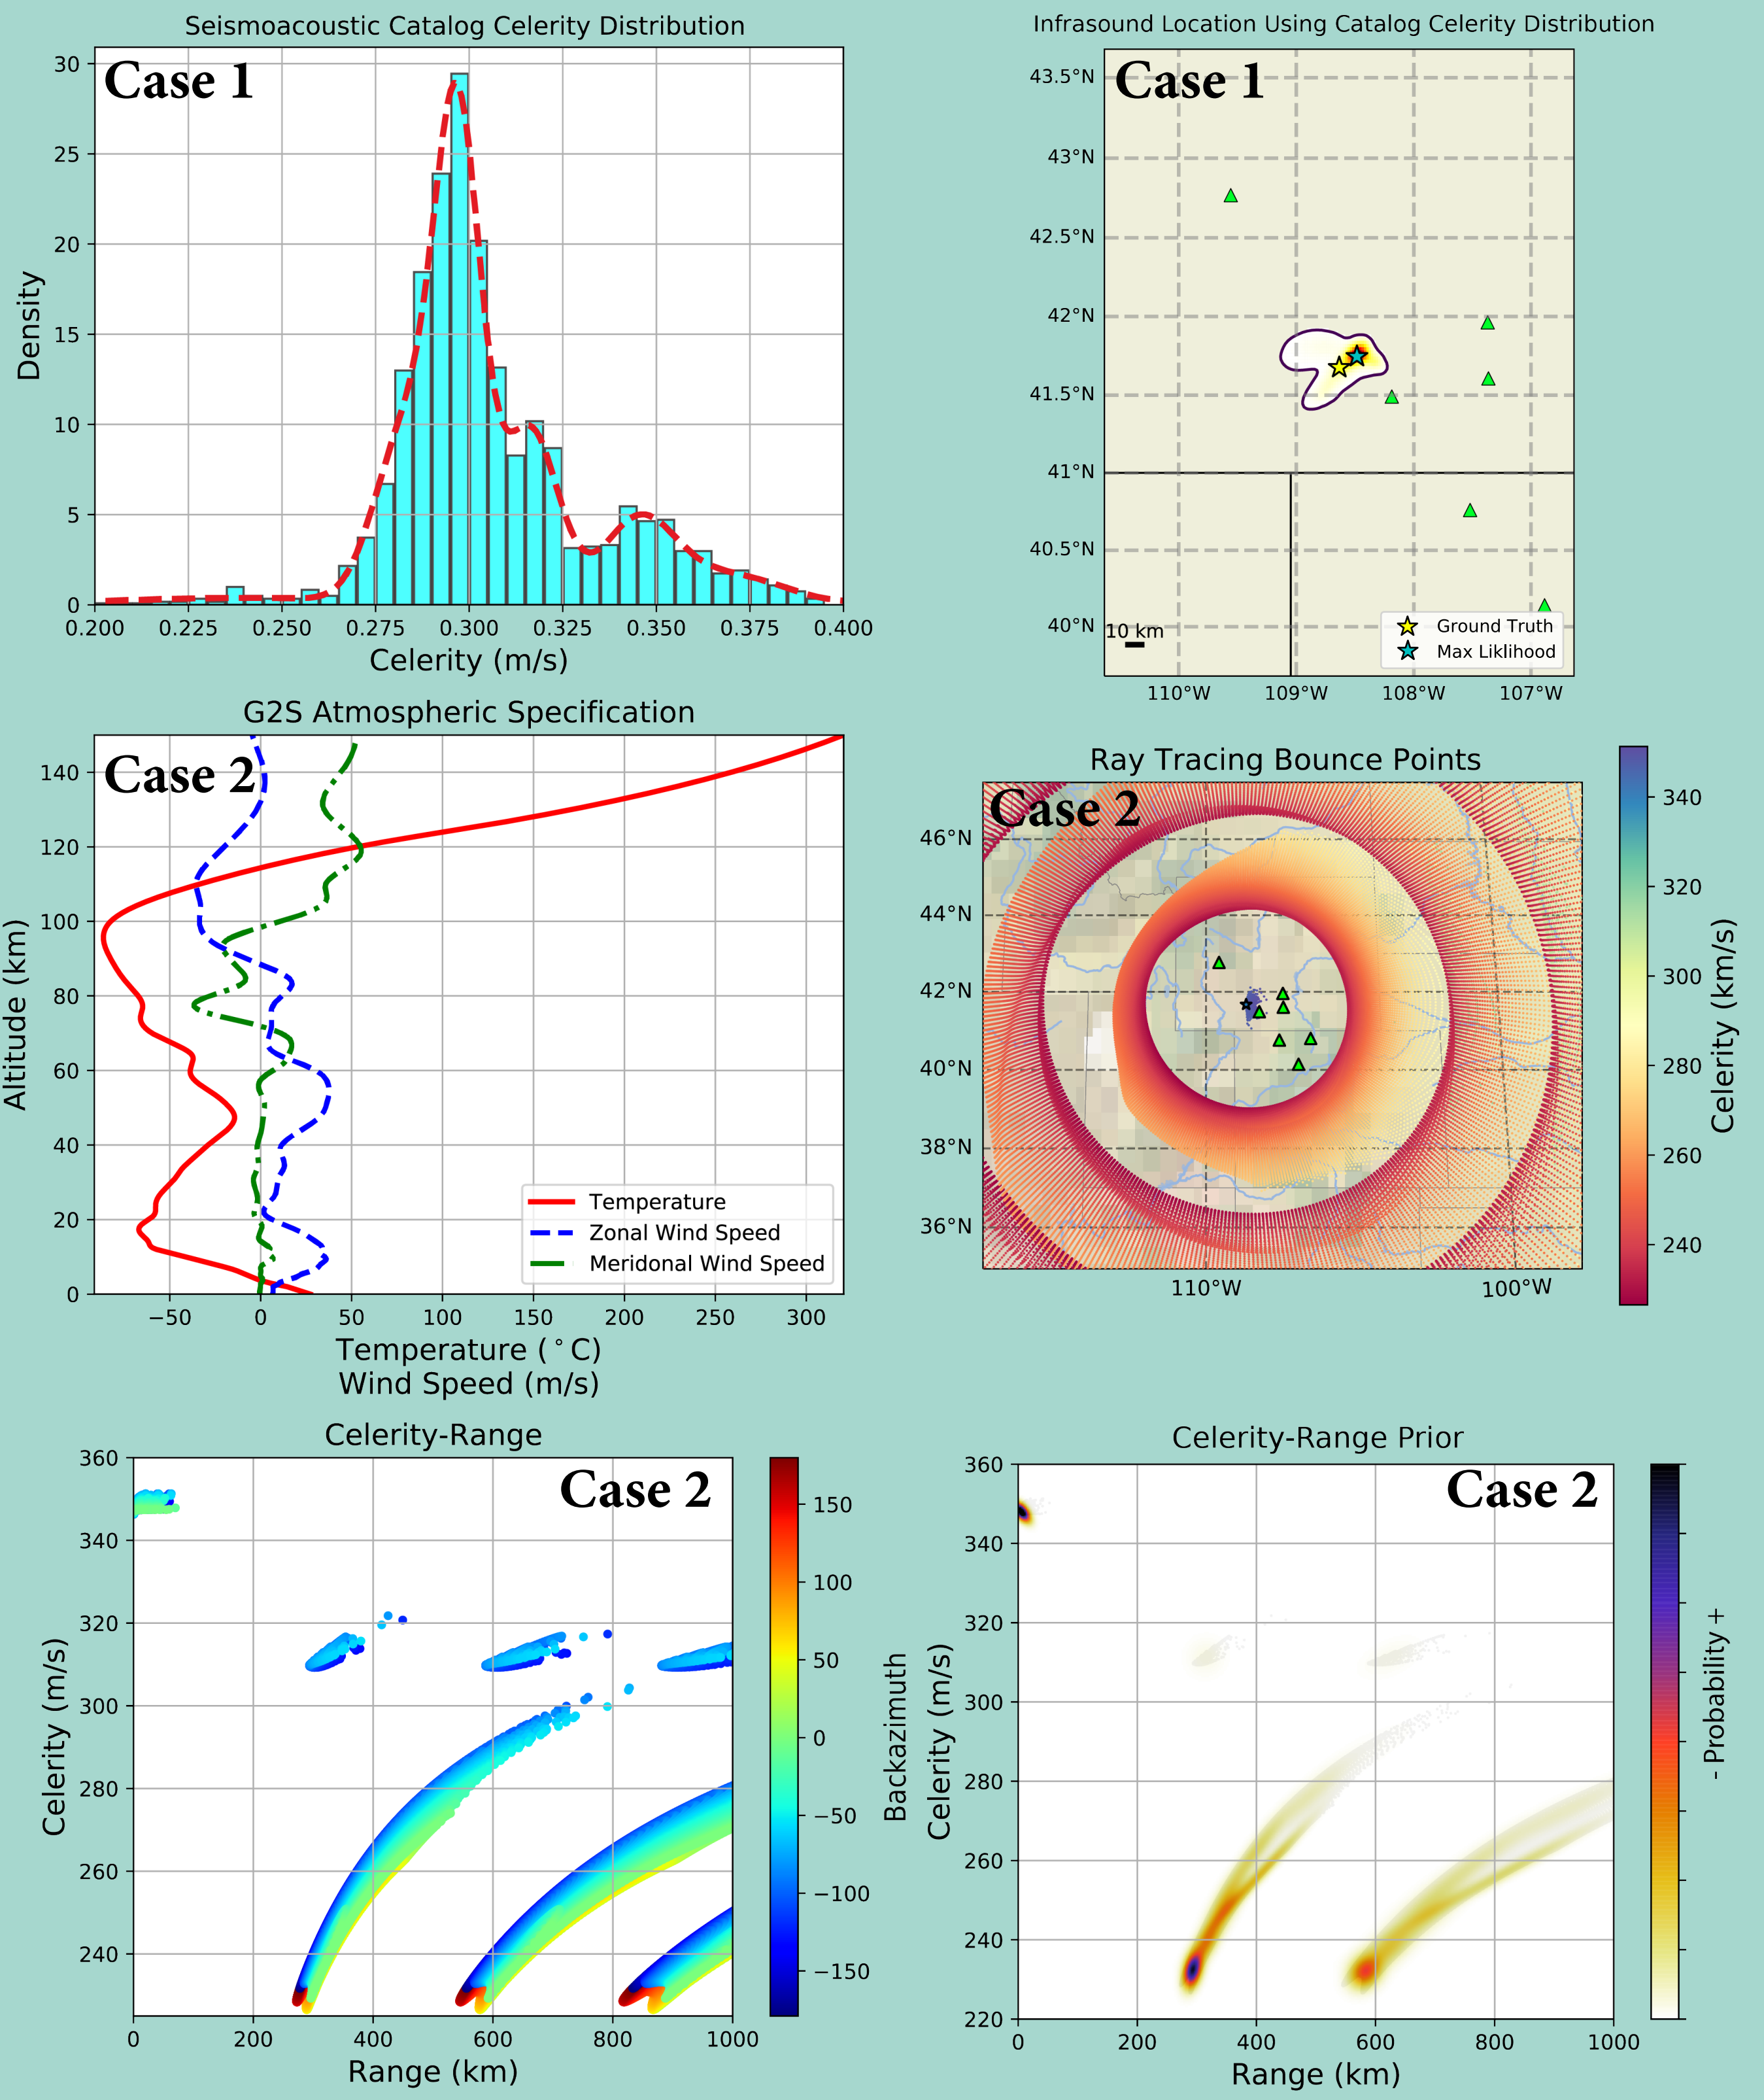 Seismoacoustic Catalog Celerity Distribution
Case 1
30
25
20
15
10
5
0
Density
0.200 0.225 0.250 0.275 0.300 0.325 0.350 0.375 0.400
Celerity (m/s)
Infrasound Location Using Catalog Celerity Distribution
Case 1
43.5°N
43°N
42.5°N
42°N
41.5°N
41°N
40.5°N
40°N
10 km
Ground Truth
Max Liklihood
110°W 109°W 108°W 107°W
G2S Atmospheric Specification
Case 2
140
120
100
80
60
40
20
0
Altitude (km)
Temperature
Zonal Wind Speed
Meridonal Wind Speed
−50 0 50 100 150 200 250 300
Temperature (°C)
Wind Speed (m/s)
Ray Tracing Bounce Points
Case 2
46°N
44°N
42°N
40°N
38°N
36°N
110°W 100°W
340
320
300
280
260
240
Celerity (km/s)
Celerity-Range
Case 2
360
340
320
300
280
260
240
Celerity (m/s)
0 200 400 600 800 1000
Range (km)
150
100
50
0
−50
−100
−150
Backazimuth
Celerity-Range Prior
Case 2
360
340
320
300
280
260
240
220
Celerity (m/s)
0 200 400 600 800 1000
Range (km)
- Probability +